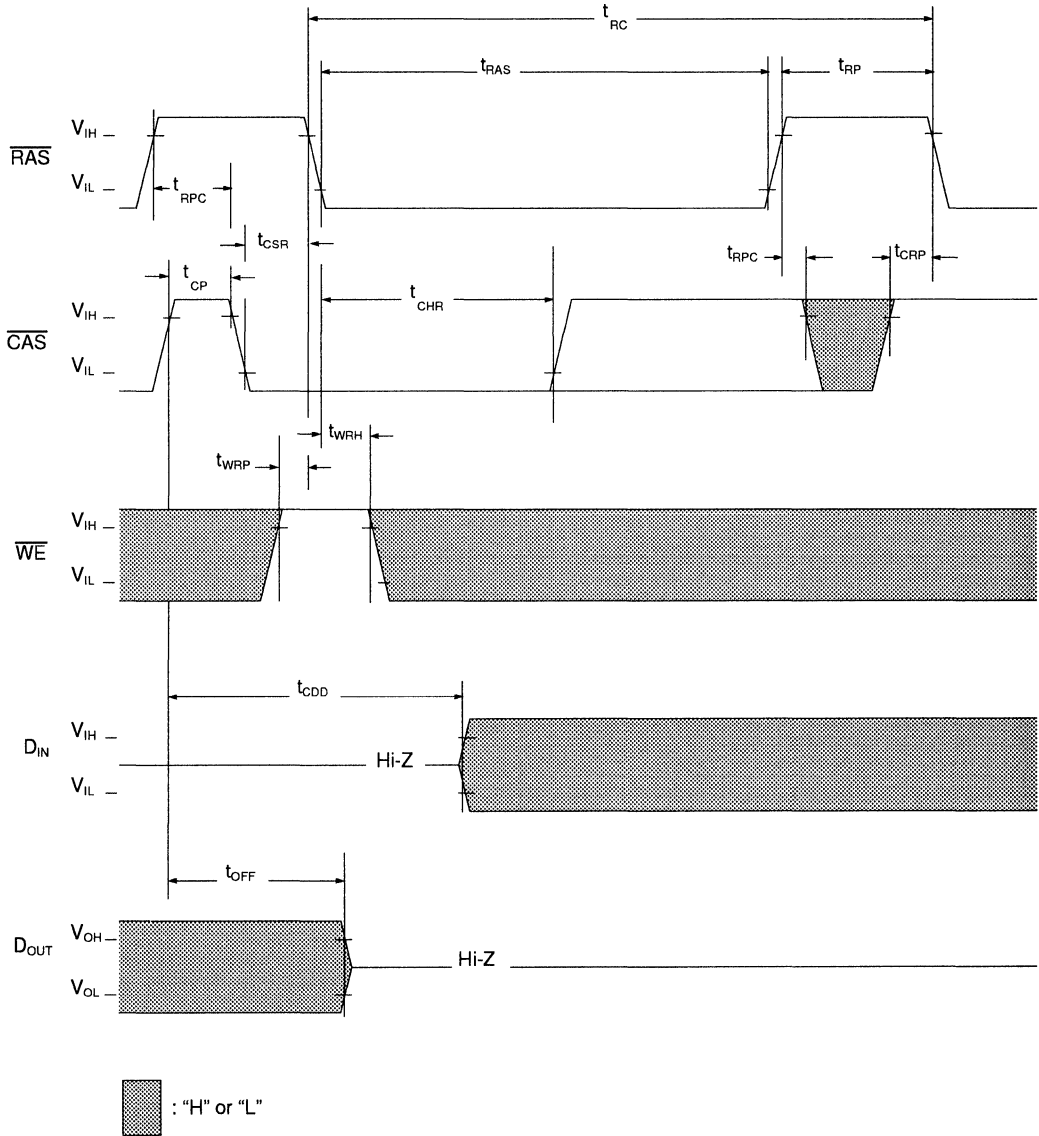 tRC
tRAS
tRP
RAS
VIH
VIL
tRPC
tCSR
tCP
tCHR
tRPC
tCRP
CAS
VIH
VIL
tWRH
tWRP
WE
VIH
VIL
tCDD
DIN
VIH
Hi-Z
VIL
tOFF
DOUT
VOH
Hi-Z
VOL
: “H” or “L”